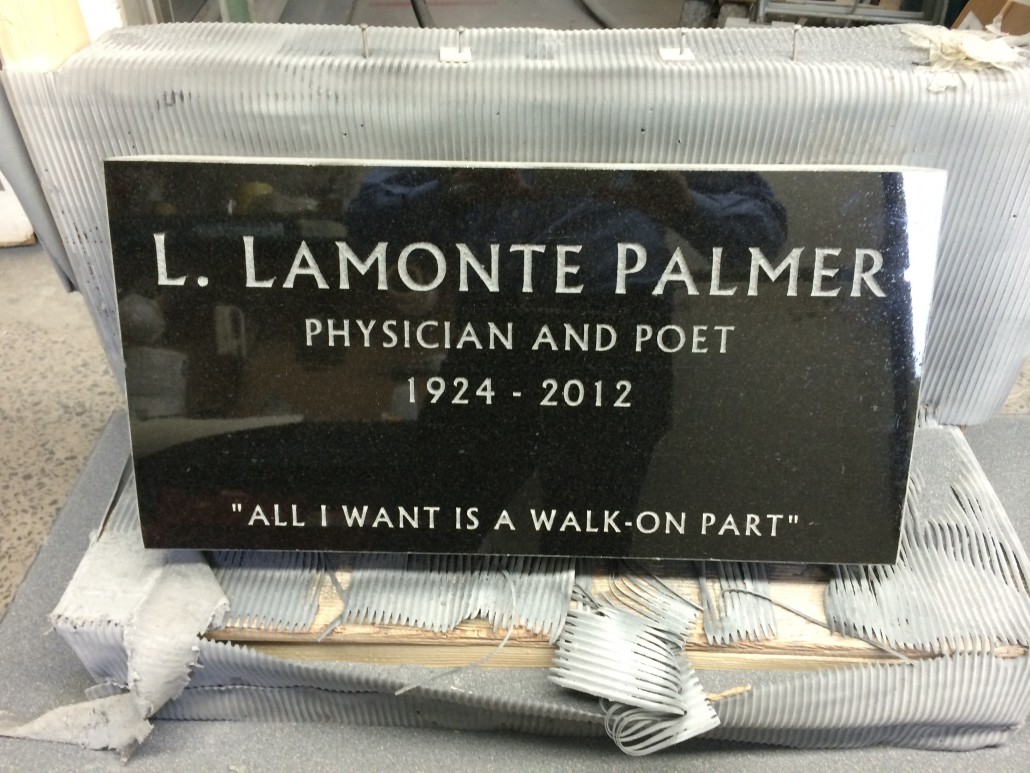 L. LAMONTE PALMER
PHYSICIAN AND POET
1924 - 2012
"ALL I WANT IS A WALK-ON PART"